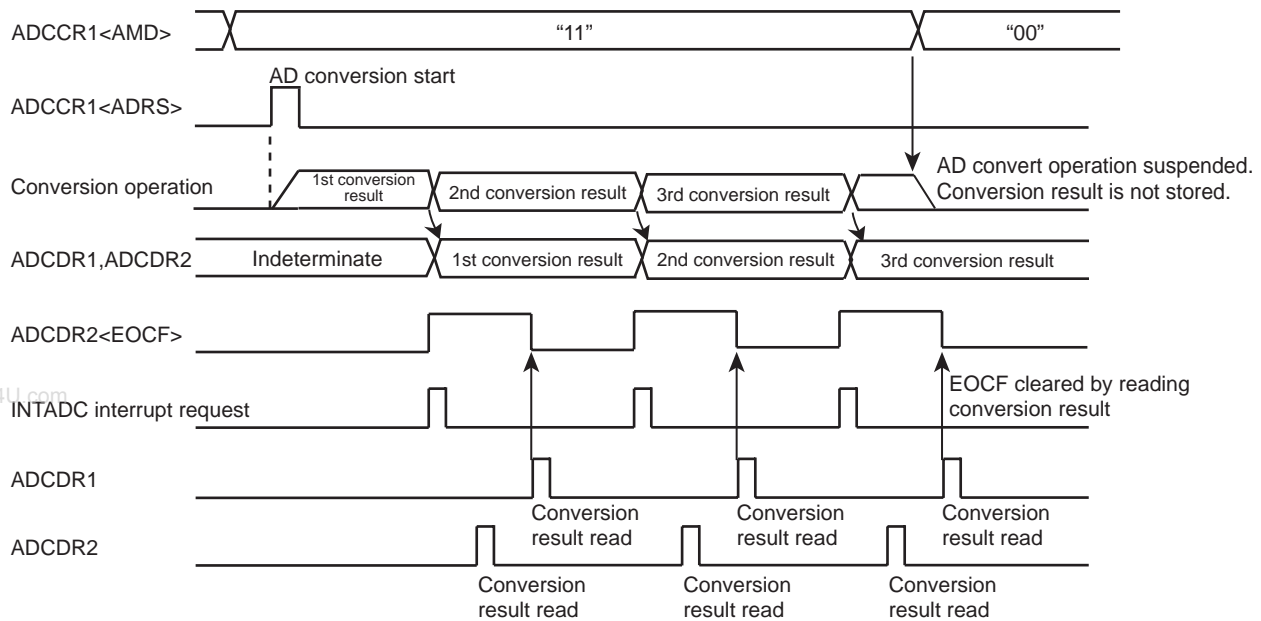 ADCCR1<AMD>
“11”
“00”
AD conversion start
ADCCR1<ADRS>
AD convert operation suspended.
Conversion result is not stored.
Conversion operation
1st conversion
result
2nd conversion result
3rd conversion result
ADCDR1,ADCDR2
Indeterminate
1st conversion result
2nd conversion result
3rd conversion result
ADCDR2<EOCF>
EOCF cleared by reading
conversion result
4U.com
INTADC interrupt request
ADCDR1
Conversion
result read
Conversion
result read
Conversion
result read
ADCDR2
Conversion
result read
Conversion
result read
Conversion
result read